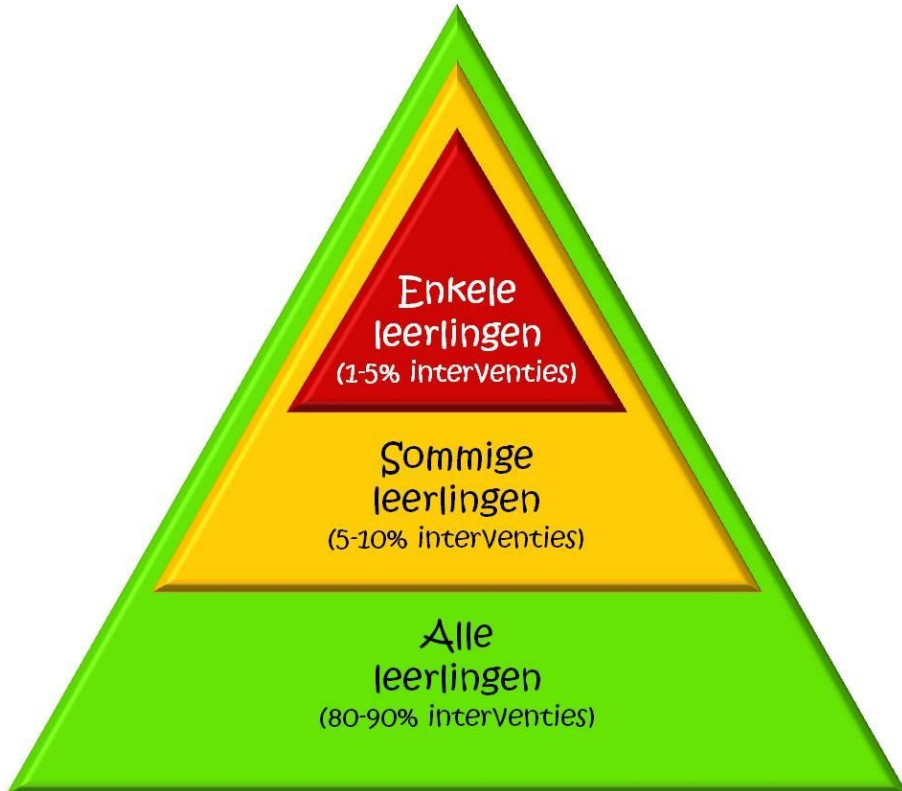 Enkele
leerlingen
(1-5% interventies)
Sommige
leerlingen
(5-10% interventies)
Alle
leerlingen
(80-90% interventies)